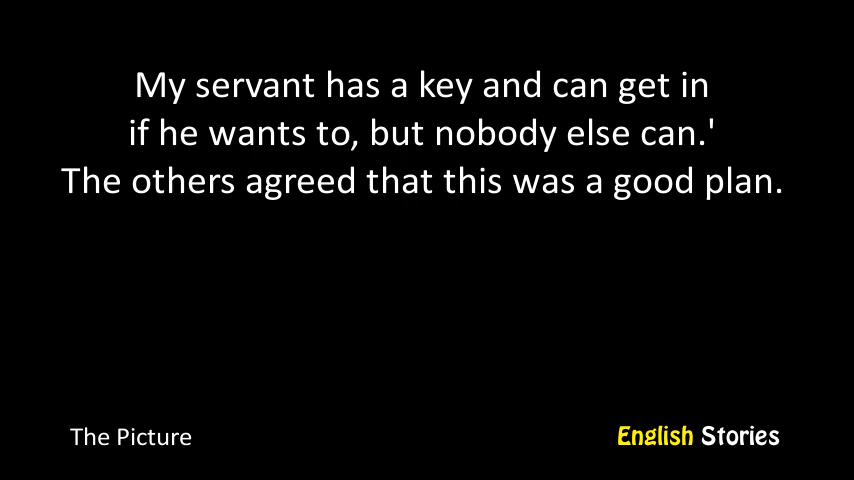 My servant has a key and can get in
if he wants to, but nobody else can.'
The others agreed that this was a good plan.
The Picture
English Stories